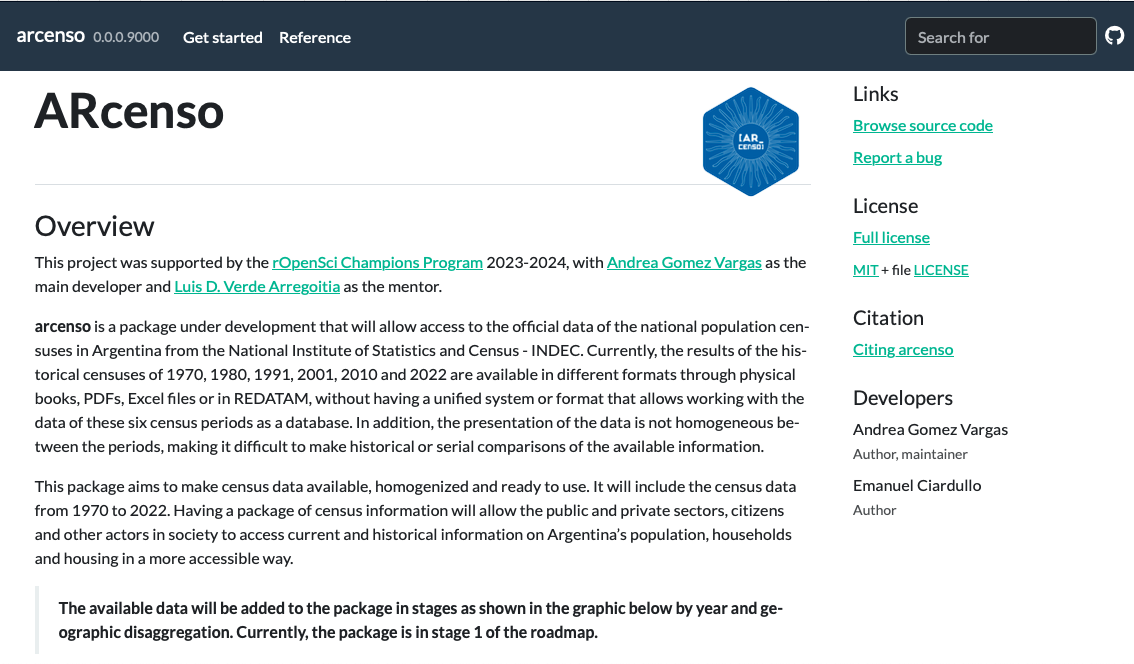 arcenso 0.0.0.9000 Get started Reference Search for
ARcenso
[AR_
CENSO]
Overview
This project was supported by the rOpenSci Champions Program 2023-2024, with Andrea Gomez Vargas as the
main developer and Luis D. Verde Arregoitia as the mentor.
arcenso is a package under development that will allow access to the official data of the national population cen-
suses in Argentina from the National Institute of Statistics and Census - INDEC. Currently, the results of the his-
torical censuses of 1970, 1980, 1991, 2001, 2010 and 2022 are available in different formats through physical
books, PDFs, Excel files or in REDATAM, without having a unified system or format that allows working with the
data of these six census periods as a database. In addition, the presentation of the data is not homogeneous be-
tween the periods, making it difficult to make historical or serial comparisons of the available information.
This package aims to make census data available, homogenized and ready to use. It will include the census data
from 1970 to 2022. Having a package of census information will allow the public and private sectors, citizens
and other actors in society to access current and historical information on Argentina's population, households
and housing in a more accessible way.
The available data will be added to the package in stages as shown in the graphic below by year and ge-
ographic disaggregation. Currently, the package is in stage 1 of the roadmap.
Links
Browse source code
Report a bug
License
Full license
MIT + file LICENSE
Citation
Citing arcenso
Developers
Andrea Gomez Vargas
Author, maintainer
Emanuel Ciardullo
Author